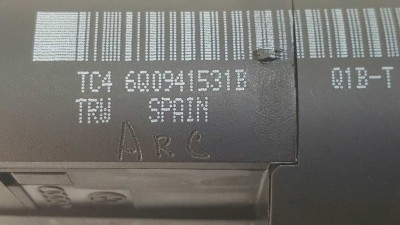 TC4 6Q0941531B Q1B-T
TRW SPAIN
ARC